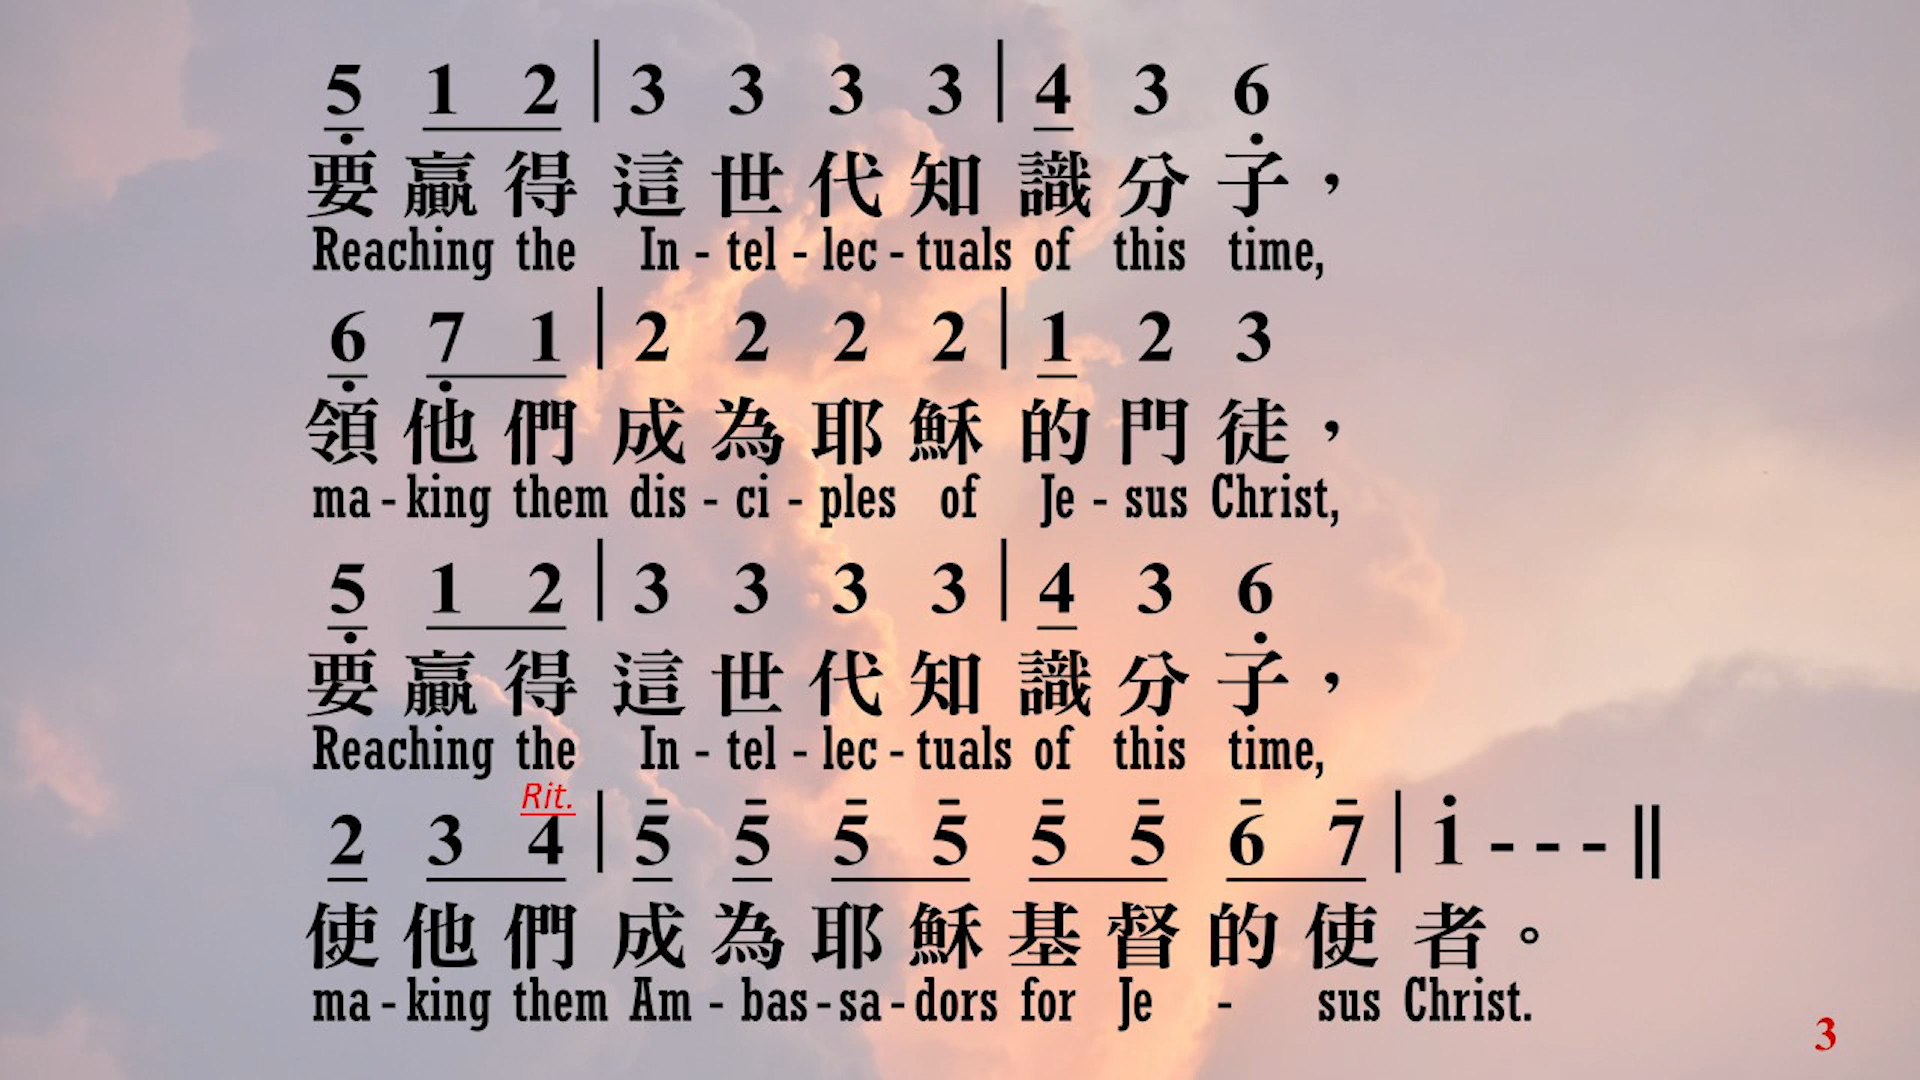 5 1 2 | 3 3 3 3 | 4 3 6
要 贏 得 這 世 代 知 識 分 子，
Reaching the In - tel - lec - tuals of this time,
6 7 1 | 2 2 2 2 | 1 2 3
領 他 們 成 為 耶 穌 的 門 徒，
ma - king them dis - ci - ples of Je - sus Christ,
5 1 2 | 3 3 3 3 | 4 3 6
要 贏 得 這 世 代 知 識 分 子，
Reaching the In - tel - lec - tuals of this time,
Rit.
2 3 4 | 5 5 5 5 5 5 6 7 | i - - - ||
使 他 們 成 為 耶 穌 基 督 的 使 者。
ma - king them Am - bas - sa - dors for Je - sus Christ.
3